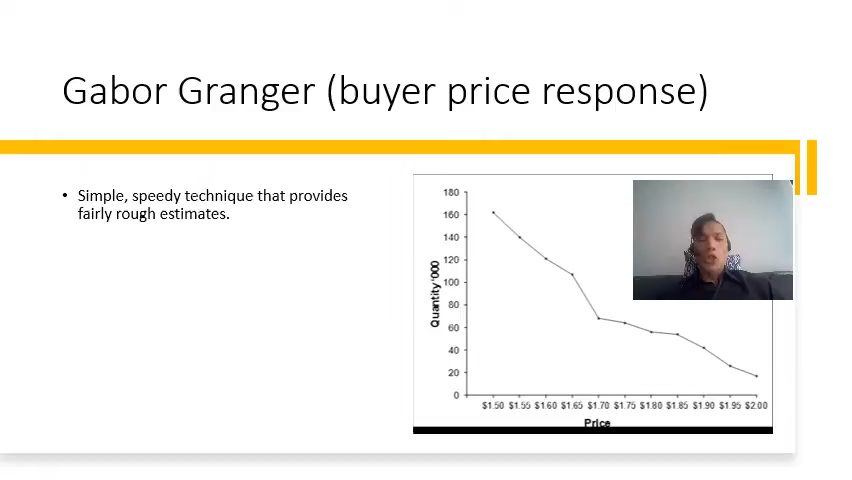 Gabor Granger (buyer price response)
• Simple, speedy technique that provides
fairly rough estimates.
180
160
140
120
100
80
60
40
20
0
Quantity'000
$1.50 $1.55 $1.60 $1.65 $1.70 $1.75 $1.80 $1.85 $1.90 $1.95 $2.00
Price